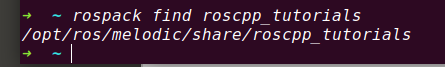 ➜ ~ rospack find roscpp_tutorials
/opt/ros/melodic/share/roscpp_tutorials
➜ ~